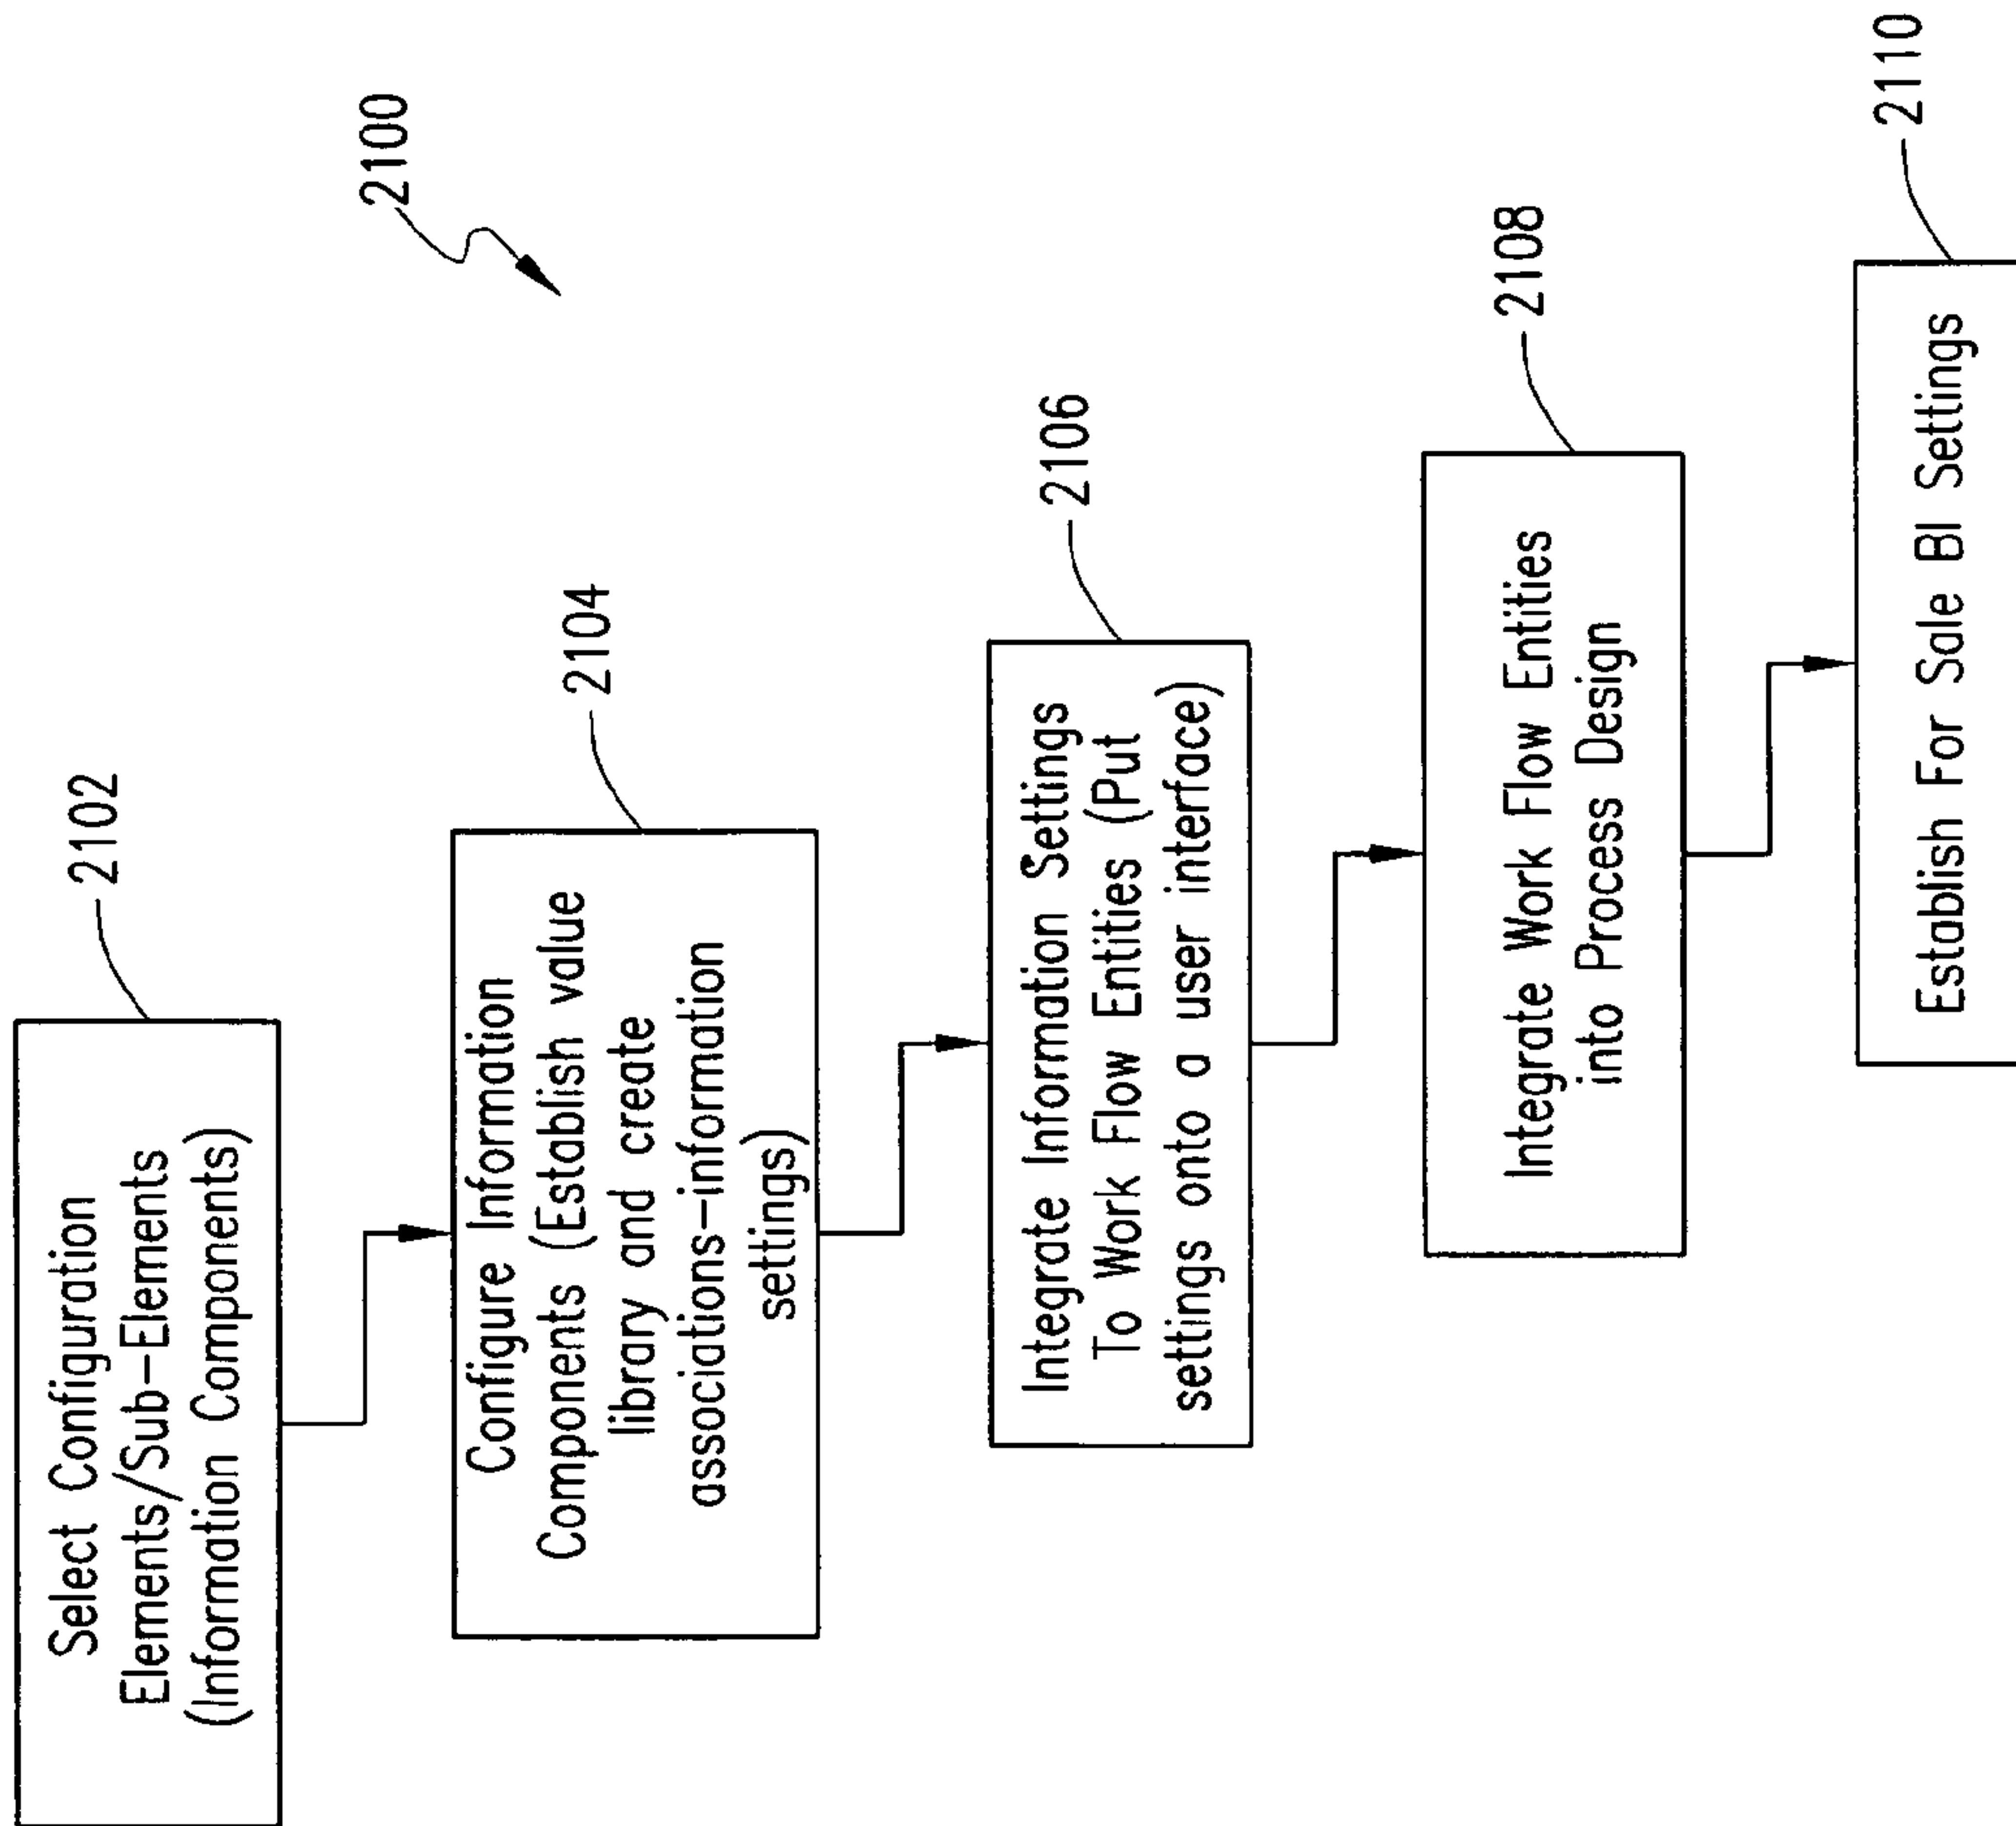 2100
2102
Select Configuration
Elements/Sub-Elements
(Information Components)
2104
Configure Information
Components (Establish value
library and create
associations-information
settings)
2106
Integrate Information Settings
To Work Flow Entities (Put
settings onto a user interface)
2108
Integrate Work Flow Entities
into Process Design
2110
Establish For Sale BI Settings